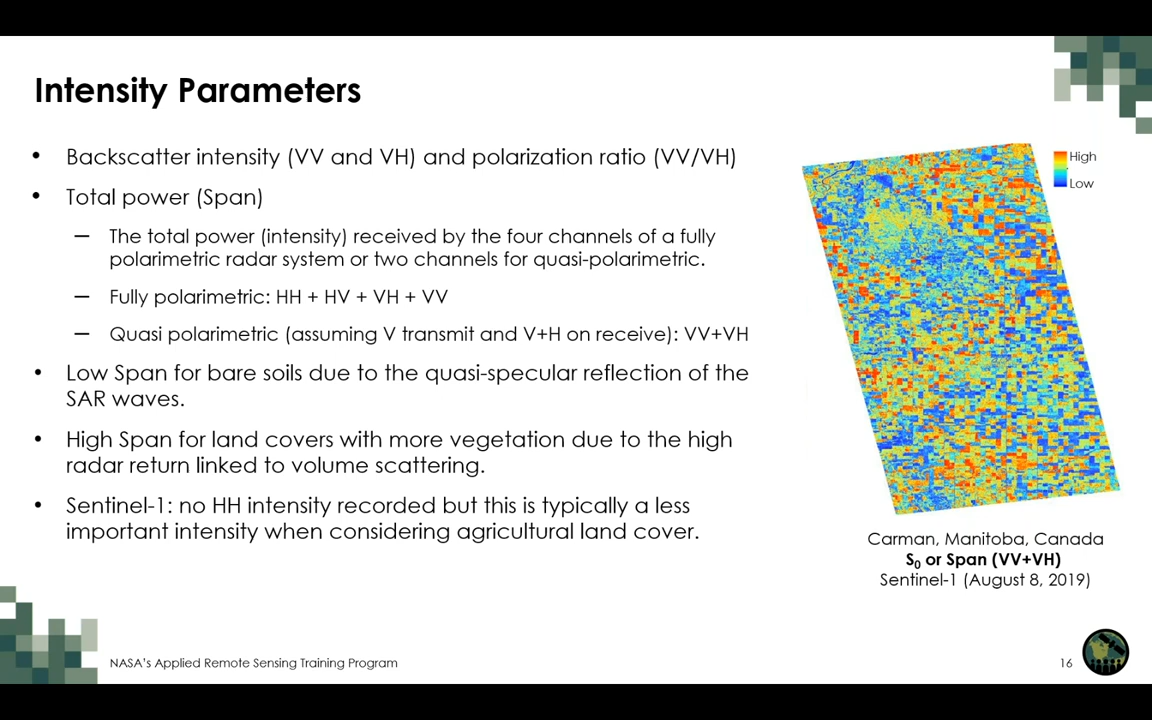 Intensity Parameters
• Backscatter intensity (VV and VH) and polarization ratio (VV/VH)
• Total power (Span)
– The total power (intensity) received by the four channels of a fully
polarimetric radar system or two channels for quasi-polarimetric.
– Fully polarimetric: HH + HV + VH + VV
– Quasi polarimetric (assuming V transmit and V+H on receive): VV+VH
• Low Span for bare soils due to the quasi-specular reflection of the
SAR waves.
• High Span for land covers with more vegetation due to the high
radar return linked to volume scattering.
• Sentinel-1: no HH intensity recorded but this is typically a less
important intensity when considering agricultural land cover.
High
Low
Carman, Manitoba, Canada
S₀ or Span (VV+VH)
Sentinel-1 (August 8, 2019)
NASA's Applied Remote Sensing Training Program
16